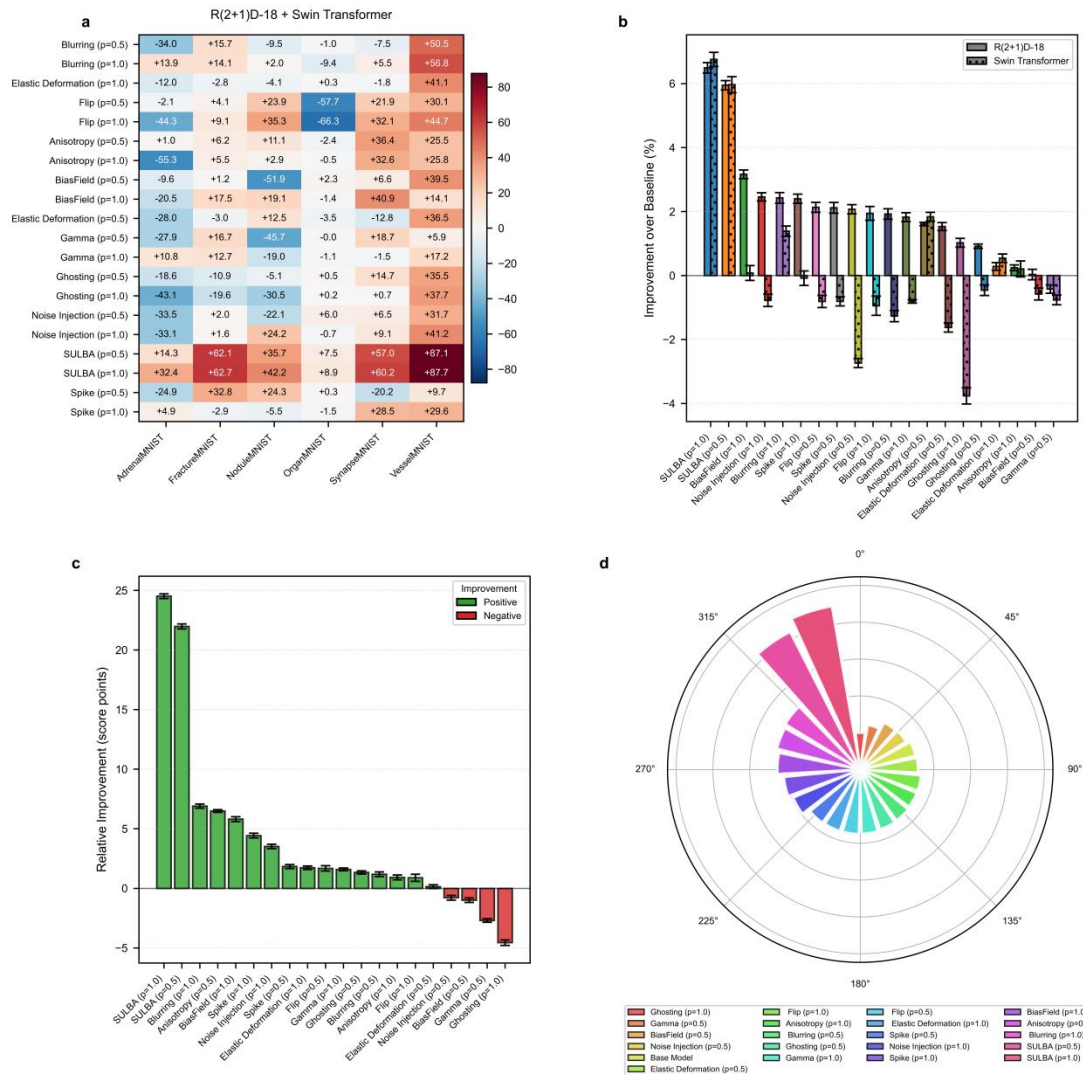 R(2+1)D-18 + Swin Transformer
a
Blurring (p=0.5) -34.0 +15.7 -9.5 -1.0 -7.5 +50.5
Blurring (p=1.0) +13.9 +14.1 +2.0 -9.4 +5.5 +56.8
Elastic Deformation (p=1.0) -12.0 -2.8 -4.1 +0.3 -1.8 +41.1
Flip (p=0.5) -2.1 +4.1 +23.9 -57.7 +21.9 +30.1
Flip (p=1.0) -44.3 +9.1 +35.3 -66.3 +32.1 +44.7
Anisotropy (p=0.5) +1.0 +6.2 +11.1 -2.4 +36.4 +25.5
Anisotropy (p=1.0) -55.3 +5.5 +2.9 -0.5 +32.6 +25.8
BiasField (p=0.5) -9.6 +1.2 -51.9 +2.3 +6.6 +39.5
BiasField (p=1.0) -20.5 +17.5 +19.1 -1.4 +40.9 +14.1
Elastic Deformation (p=0.5) -28.0 -3.0 +12.5 -3.5 -12.8 +36.5
Gamma (p=0.5) -27.9 +16.7 -45.7 -0.0 +18.7 +5.9
Gamma (p=1.0) +10.8 +12.7 -19.0 -1.1 -1.5 +17.2
Ghosting (p=0.5) -18.6 -10.9 -5.1 +0.5 +14.7 +35.5
Ghosting (p=1.0) -43.1 -19.6 -30.5 +0.2 +0.7 +37.7
Noise Injection (p=0.5) -33.5 +2.0 -22.1 +6.0 +6.5 +31.7
Noise Injection (p=1.0) -33.1 +1.6 +24.2 -0.7 +9.1 +41.2
SULBA (p=0.5) +14.3 +62.1 +35.7 +7.5 +57.0 +87.1
SULBA (p=1.0) +32.4 +62.7 +42.2 +8.9 +60.2 +87.7
Spike (p=0.5) -24.9 +32.8 +24.3 +0.3 -20.2 +9.7
Spike (p=1.0) +4.9 -2.9 -5.5 -1.5 +28.5 +29.6
AdrenalMNIST
FractureMNIST
NoduleMNIST
OrganMNIST
SynapseMNIST
VesselMNIST
80
60
40
20
0
−20
−40
−60
−80
b
R(2+1)D-18
Swin Transformer
Improvement over Baseline (%)
6
4
2
0
−2
−4
SULBA (p=1.0)
SULBA (p=0.5)
BiasField (p=1.0)
Noise Injection (p=1.0)
Blurring (p=1.0)
Spike (p=1.0)
Flip (p=0.5)
Spike (p=0.5)
Noise Injection (p=0.5)
Flip (p=1.0)
Blurring (p=0.5)
Gamma (p=1.0)
Anisotropy (p=0.5)
Elastic Deformation (p=0.5)
Ghosting (p=1.0)
Ghosting (p=0.5)
Elastic Deformation (p=1.0)
Anisotropy (p=1.0)
BiasField (p=0.5)
Gamma (p=0.5)
c
Improvement
Positive
Negative
Relative Improvement (score points)
25
20
15
10
5
0
−5
SULBA (p=1.0)
SULBA (p=0.5)
Blurring (p=1.0)
Anisotropy (p=0.5)
BiasField (p=1.0)
Spike (p=1.0)
Noise Injection (p=1.0)
Spike (p=0.5)
Elastic Deformation (p=1.0)
Flip (p=0.5)
Gamma (p=1.0)
Ghosting (p=0.5)
Blurring (p=0.5)
Anisotropy (p=1.0)
Flip (p=1.0)
Elastic Deformation (p=0.5)
Noise Injection (p=0.5)
BiasField (p=0.5)
Gamma (p=0.5)
Ghosting (p=1.0)
d
0°
45°
90°
135°
180°
225°
270°
315°
Ghosting (p=1.0)
Gamma (p=0.5)
BiasField (p=0.5)
Noise Injection (p=0.5)
Base Model
Elastic Deformation (p=0.5)
Flip (p=1.0)
Anisotropy (p=1.0)
Blurring (p=0.5)
Ghosting (p=0.5)
Gamma (p=1.0)
Flip (p=0.5)
Elastic Deformation (p=1.0)
Spike (p=0.5)
Noise Injection (p=1.0)
Spike (p=1.0)
BiasField (p=1.0
Anisotropy (p=0
Blurring (p=1.0)
SULBA (p=0.5)
SULBA (p=1.0)